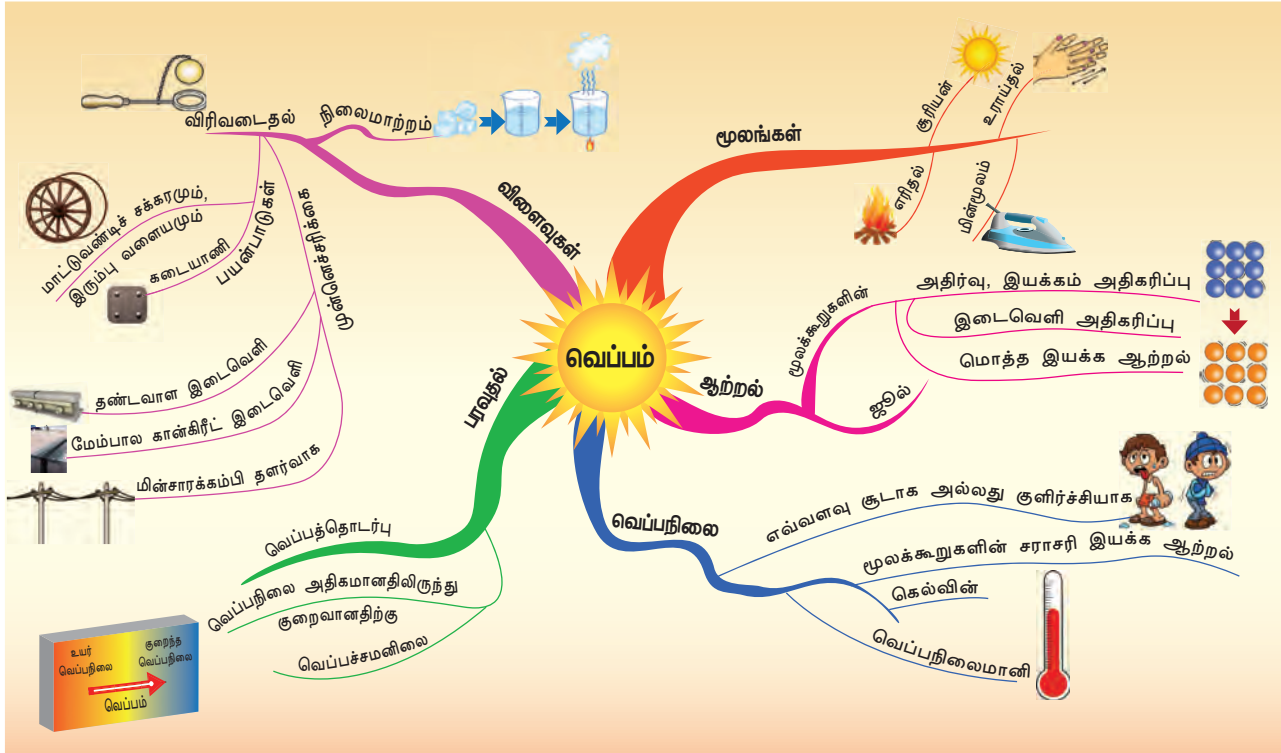 விரிவடைதல்
நிலைமாற்றம்
மாட்டுவண்டிச் சக்கரமும்,
இரும்பு வளையமும்
கடையாணி
பயன்பாடுகள்
முன்னெச்சரிக்கை
விளைவுகள்
தண்டவாள இடைவெளி
மேம்பால கான்கிரீட் இடைவெளி
மின்சாரக்கம்பி தளர்வாக
மூலங்கள்
சூரியன்
உராய்தல்
எரிதல்
மின்மூலம்
வெப்பம்
ஆற்றல்
மூலக்கூறுகளின்
அதிர்வு, இயக்கம் அதிகரிப்பு
இடைவெளி அதிகரிப்பு
மொத்த இயக்க ஆற்றல்
ஜூல்
பரவுதல்
வெப்பத்தொடர்பு
வெப்பநிலை அதிகமானதிலிருந்து
குறைவானதிற்கு
வெப்பச்சமனிலை
உயர்
வெப்பநிலை
குறைந்த
வெப்பநிலை
வெப்பம்
வெப்பநிலை
எவ்வளவு சூடாக அல்லது குளிர்ச்சியாக
மூலக்கூறுகளின் சராசரி இயக்க ஆற்றல்
கெல்வின்
வெப்பநிலைமானி